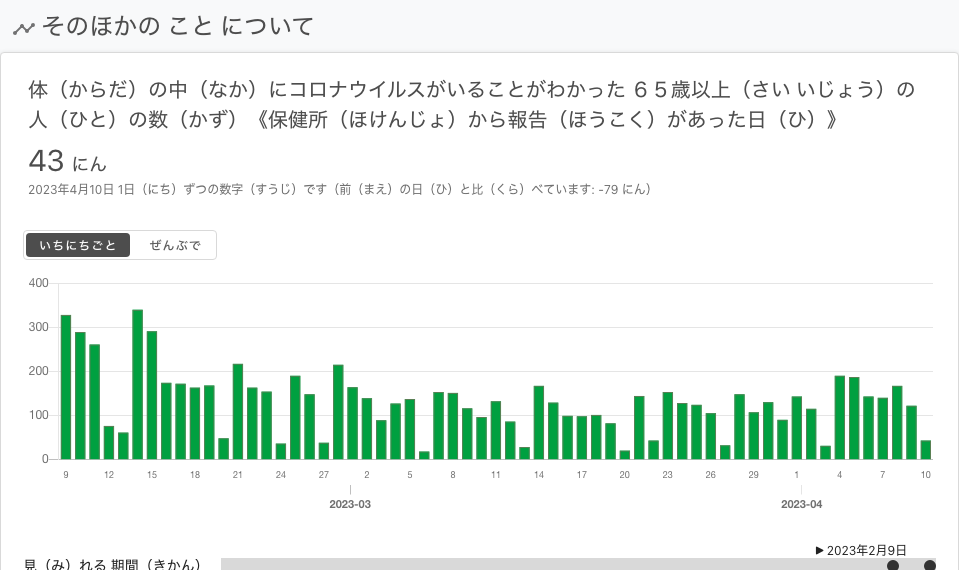 そのほかの こと について
体（からだ）の中（なか）にコロナウイルスがいることがわかった ６５歳以上（さい いじょう）の
人（ひと）の数（かず）《保健所（ほけんじょ）から報告（ほうこく）があった日（ひ）》
43 にん
2023年4月10日 1日（にち）ずつの数字（すうじ）です（前（まえ）の日（ひ）と比（くら）べています: -79 にん）
いちにちごと ぜんぶで
400
300
200
100
0
9 12 15 18 21 24 27 2 5 8 11 14 17 20 23 26 29 1 4 7 10
2023-03 2023-04
▶ 2023年2月9日
見（み）れる 期間（きかん）